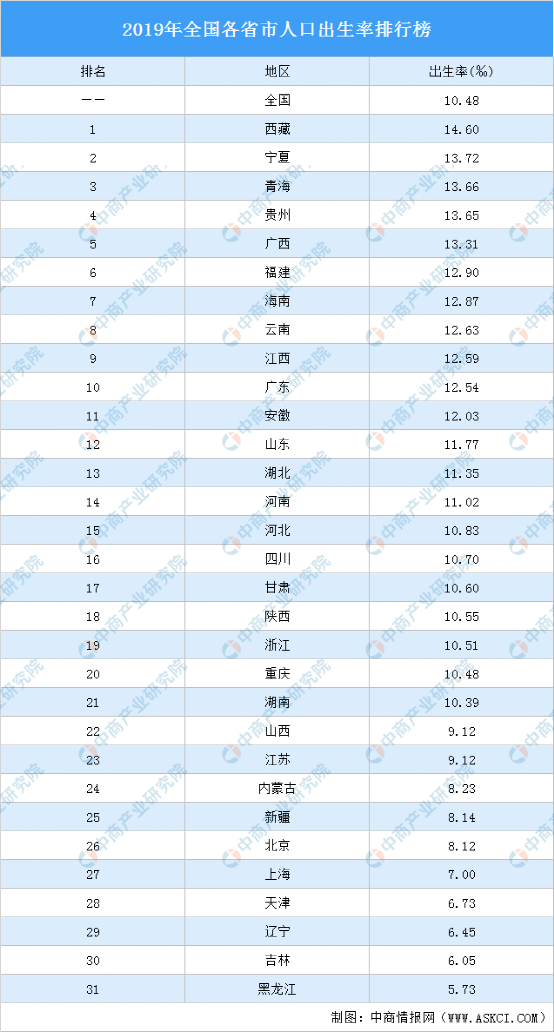 2019年全国各省市人口出生率排行榜
排名 地区 出生率(‰)
—— 全国 10.48
1 西藏 14.60
2 宁夏 13.72
3 青海 13.66
4 贵州 13.65
5 广西 13.31
6 福建 12.90
7 海南 12.87
8 云南 12.63
9 江西 12.59
10 广东 12.54
11 安徽 12.03
12 山东 11.77
13 湖北 11.35
14 河南 11.02
15 河北 10.83
16 四川 10.70
17 甘肃 10.60
18 陕西 10.55
19 浙江 10.51
20 重庆 10.48
21 湖南 10.39
22 山西 9.12
23 江苏 9.12
24 内蒙古 8.23
25 新疆 8.14
26 北京 8.12
27 上海 7.00
28 天津 6.73
29 辽宁 6.45
30 吉林 6.05
31 黑龙江 5.73
制图：中商情报网（WWW.ASKCI.COM）
中商产业研究院